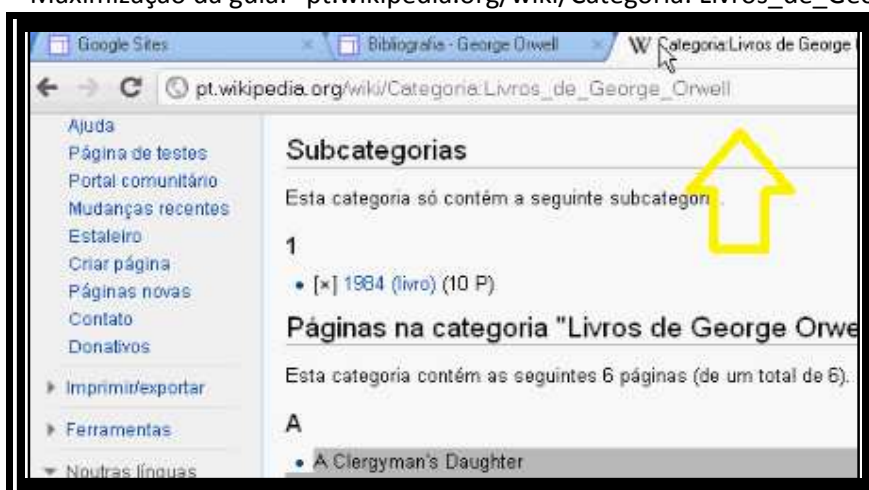 Maximização da guia: "pt.wikipedia.org/wiki/Categoria: Livros_de_Geo
Google Sites
Bibliografia - George Orwell
Categoria:Livros de George
pt.wikipedia.org/wiki/Categoria:Livros_de_George_Orwell
Ajuda
Página de testes
Portal comunitário
Mudanças recentes
Estaleiro
Criar página
Páginas novas
Contato
Donativos
Imprimir/exportar
Ferramentas
Noutras línguas
Subcategorias
Esta categoria só contém a seguinte subcategori
1
[×] 1984 (livro) (10 P)
Páginas na categoria "Livros de George Orwe
Esta categoria contém as seguintes 6 páginas (de um total de 6).
A
A Clergyman's Daughter